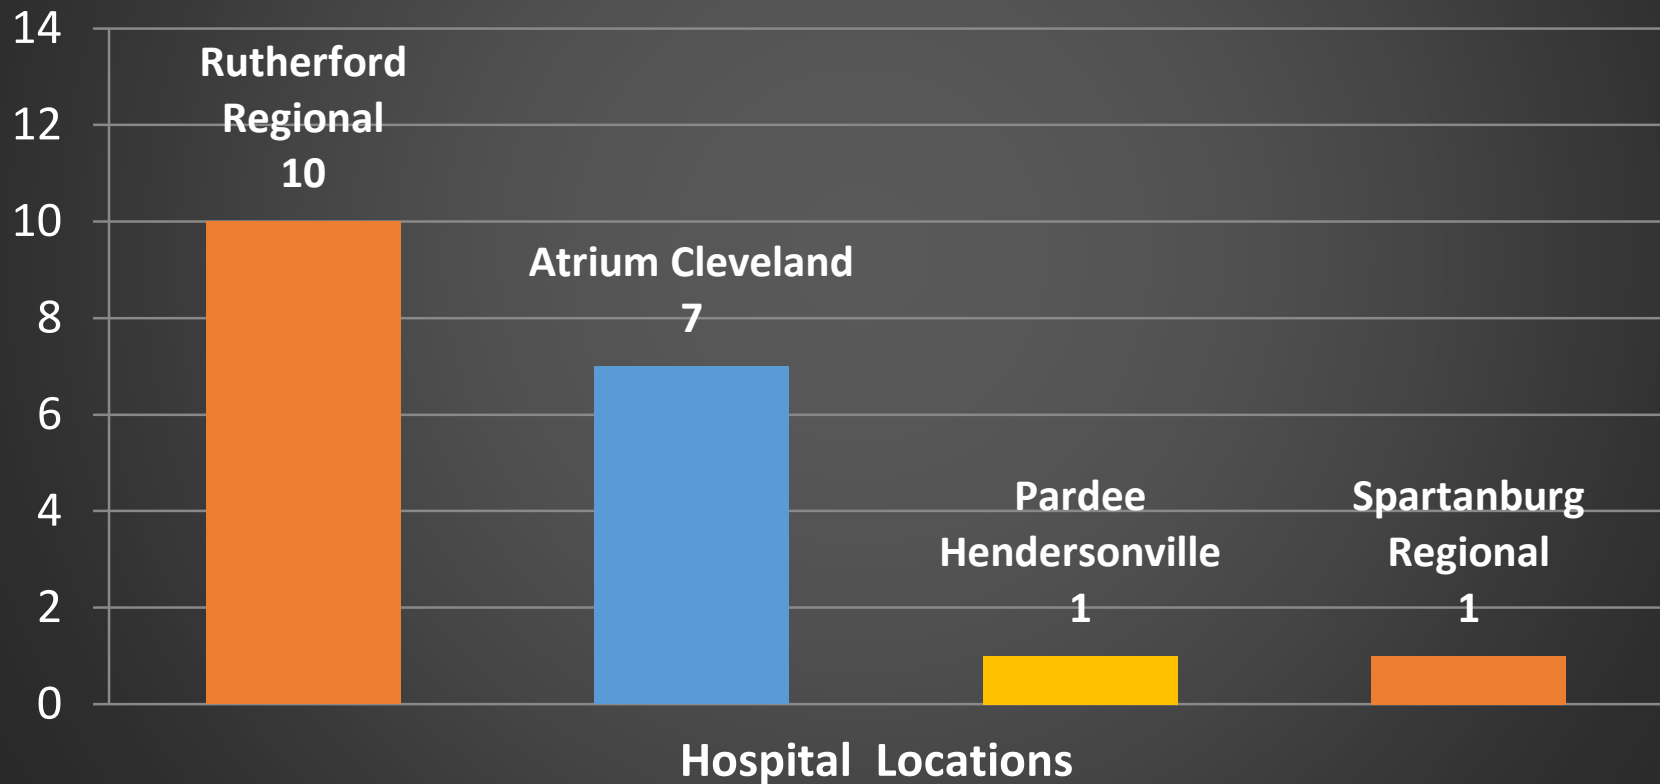 14
12
10
8
6
4
2
0
Rutherford
Regional
10
Atrium Cleveland
7
Pardee
Hendersonville
1
Spartanburg
Regional
1
Hospital  Locations